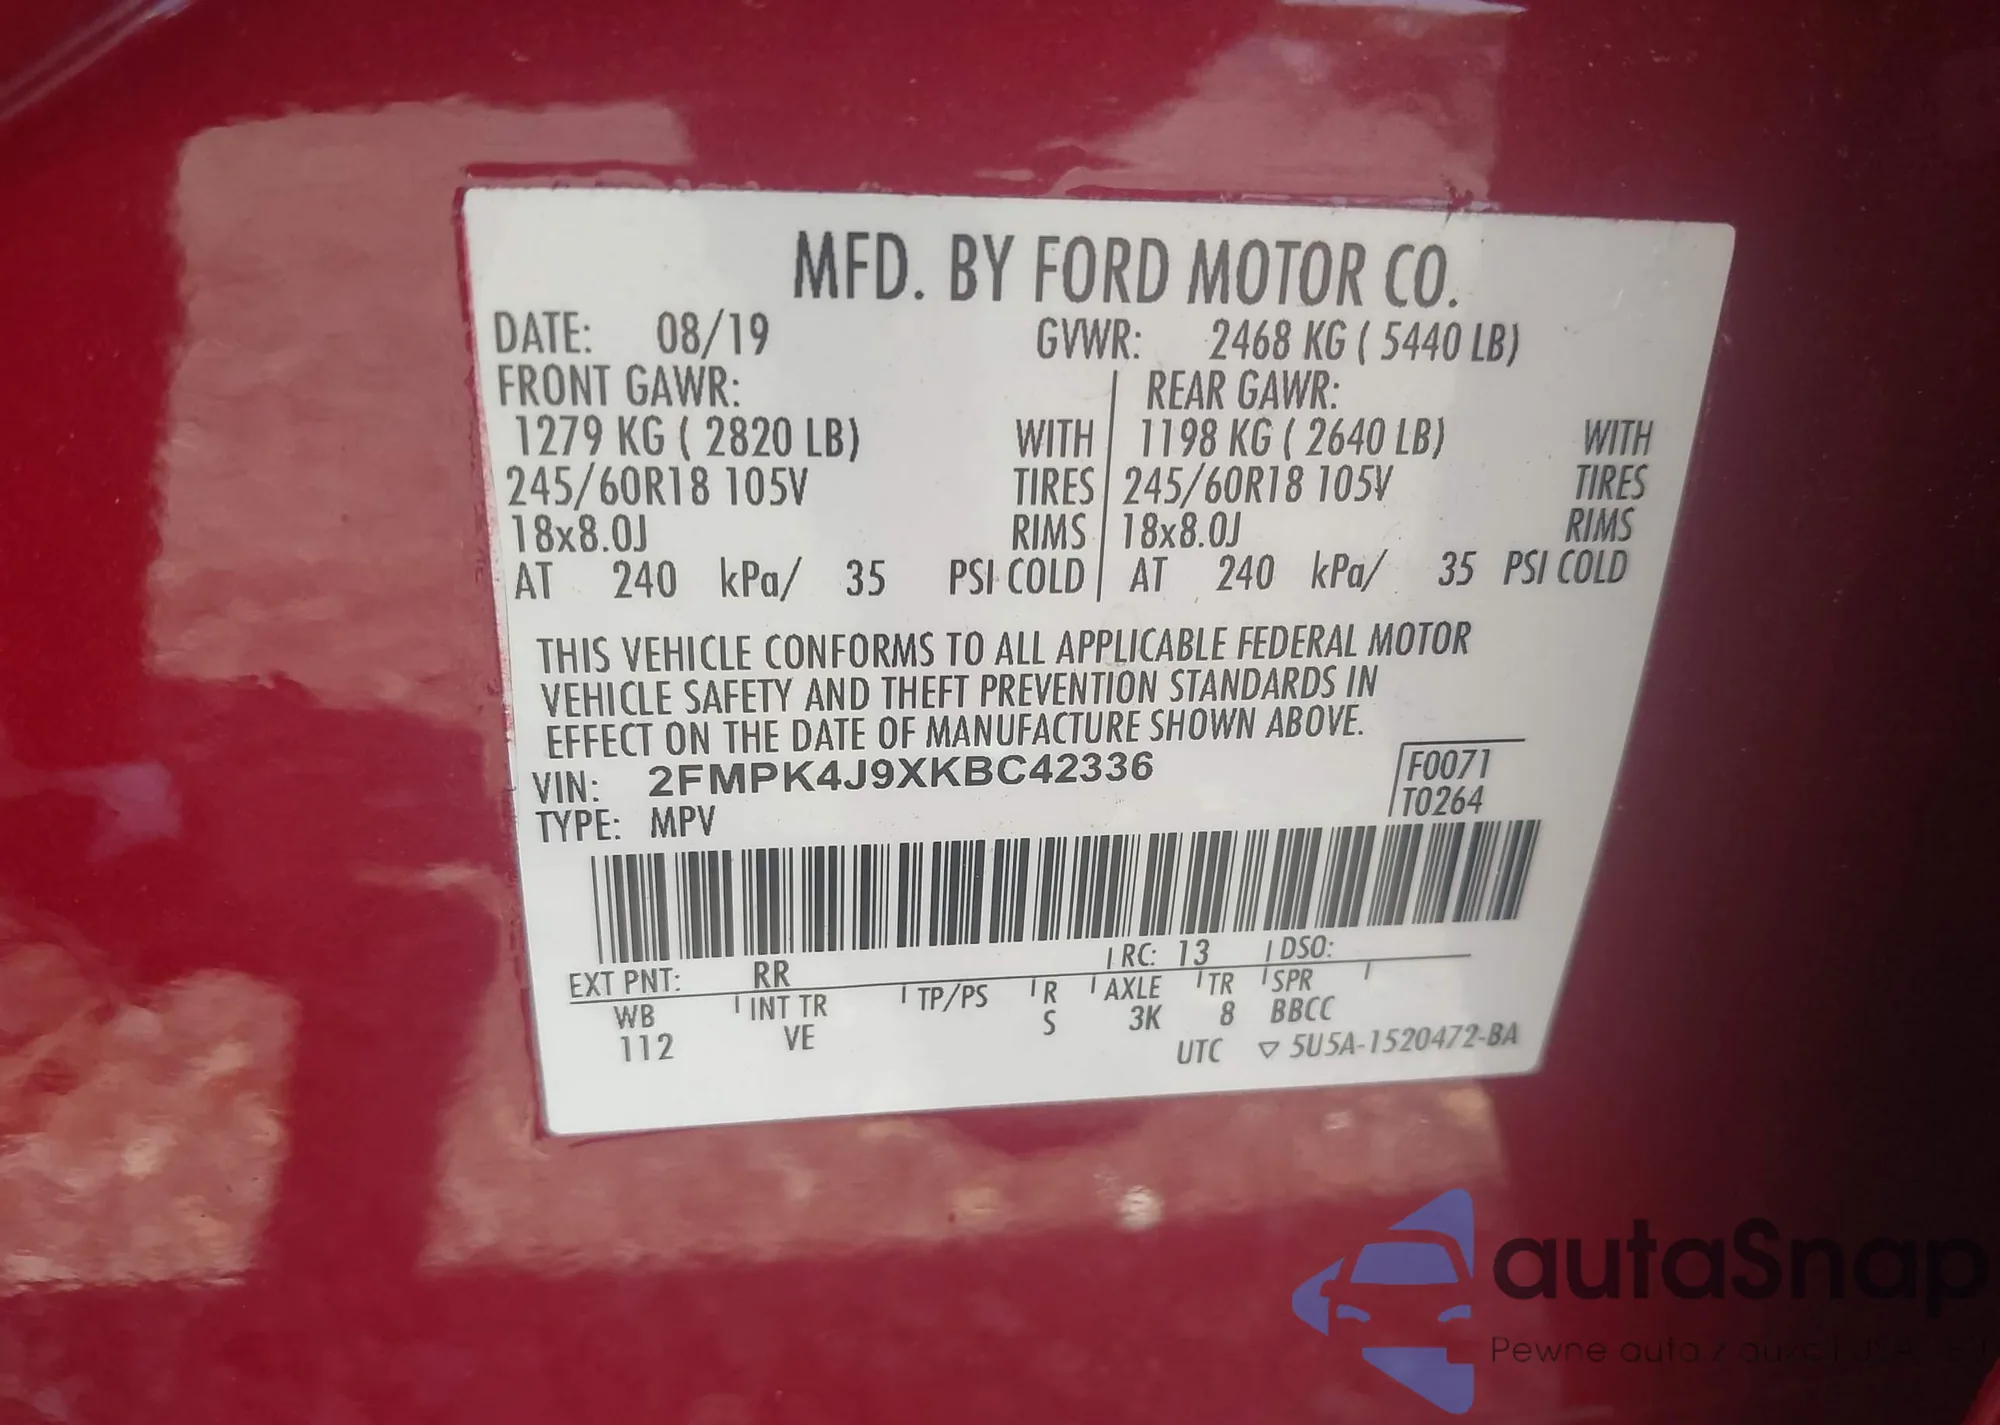 MFD. BY FORD MOTOR CO.
DATE: 08/19 GVWR: 2468 KG ( 5440 LB)
FRONT GAWR: REAR GAWR:
1279 KG ( 2820 LB) WITH 1198 KG ( 2640 LB) WITH
245/60R18 105V TIRES 245/60R18 105V TIRES
18x8.0J RIMS 18x8.0J RIMS
AT 240 kPa/ 35 PSI COLD AT 240 kPa/ 35 PSI COLD
THIS VEHICLE CONFORMS TO ALL APPLICABLE FEDERAL MOTOR
VEHICLE SAFETY AND THEFT PREVENTION STANDARDS IN
EFFECT ON THE DATE OF MANUFACTURE SHOWN ABOVE.
VIN: 2FMPK4J9XKBC42336 F0071
TYPE: MPV T0264
EXT PNT: RR RC: 13 DSO:
WB INT TR TP/PS R AXLE TR SPR
112 VE S 3K 8 BBCC
UTC ▽ 5U5A-1520472-BA
autaSnap
Pewne auta z aukcji